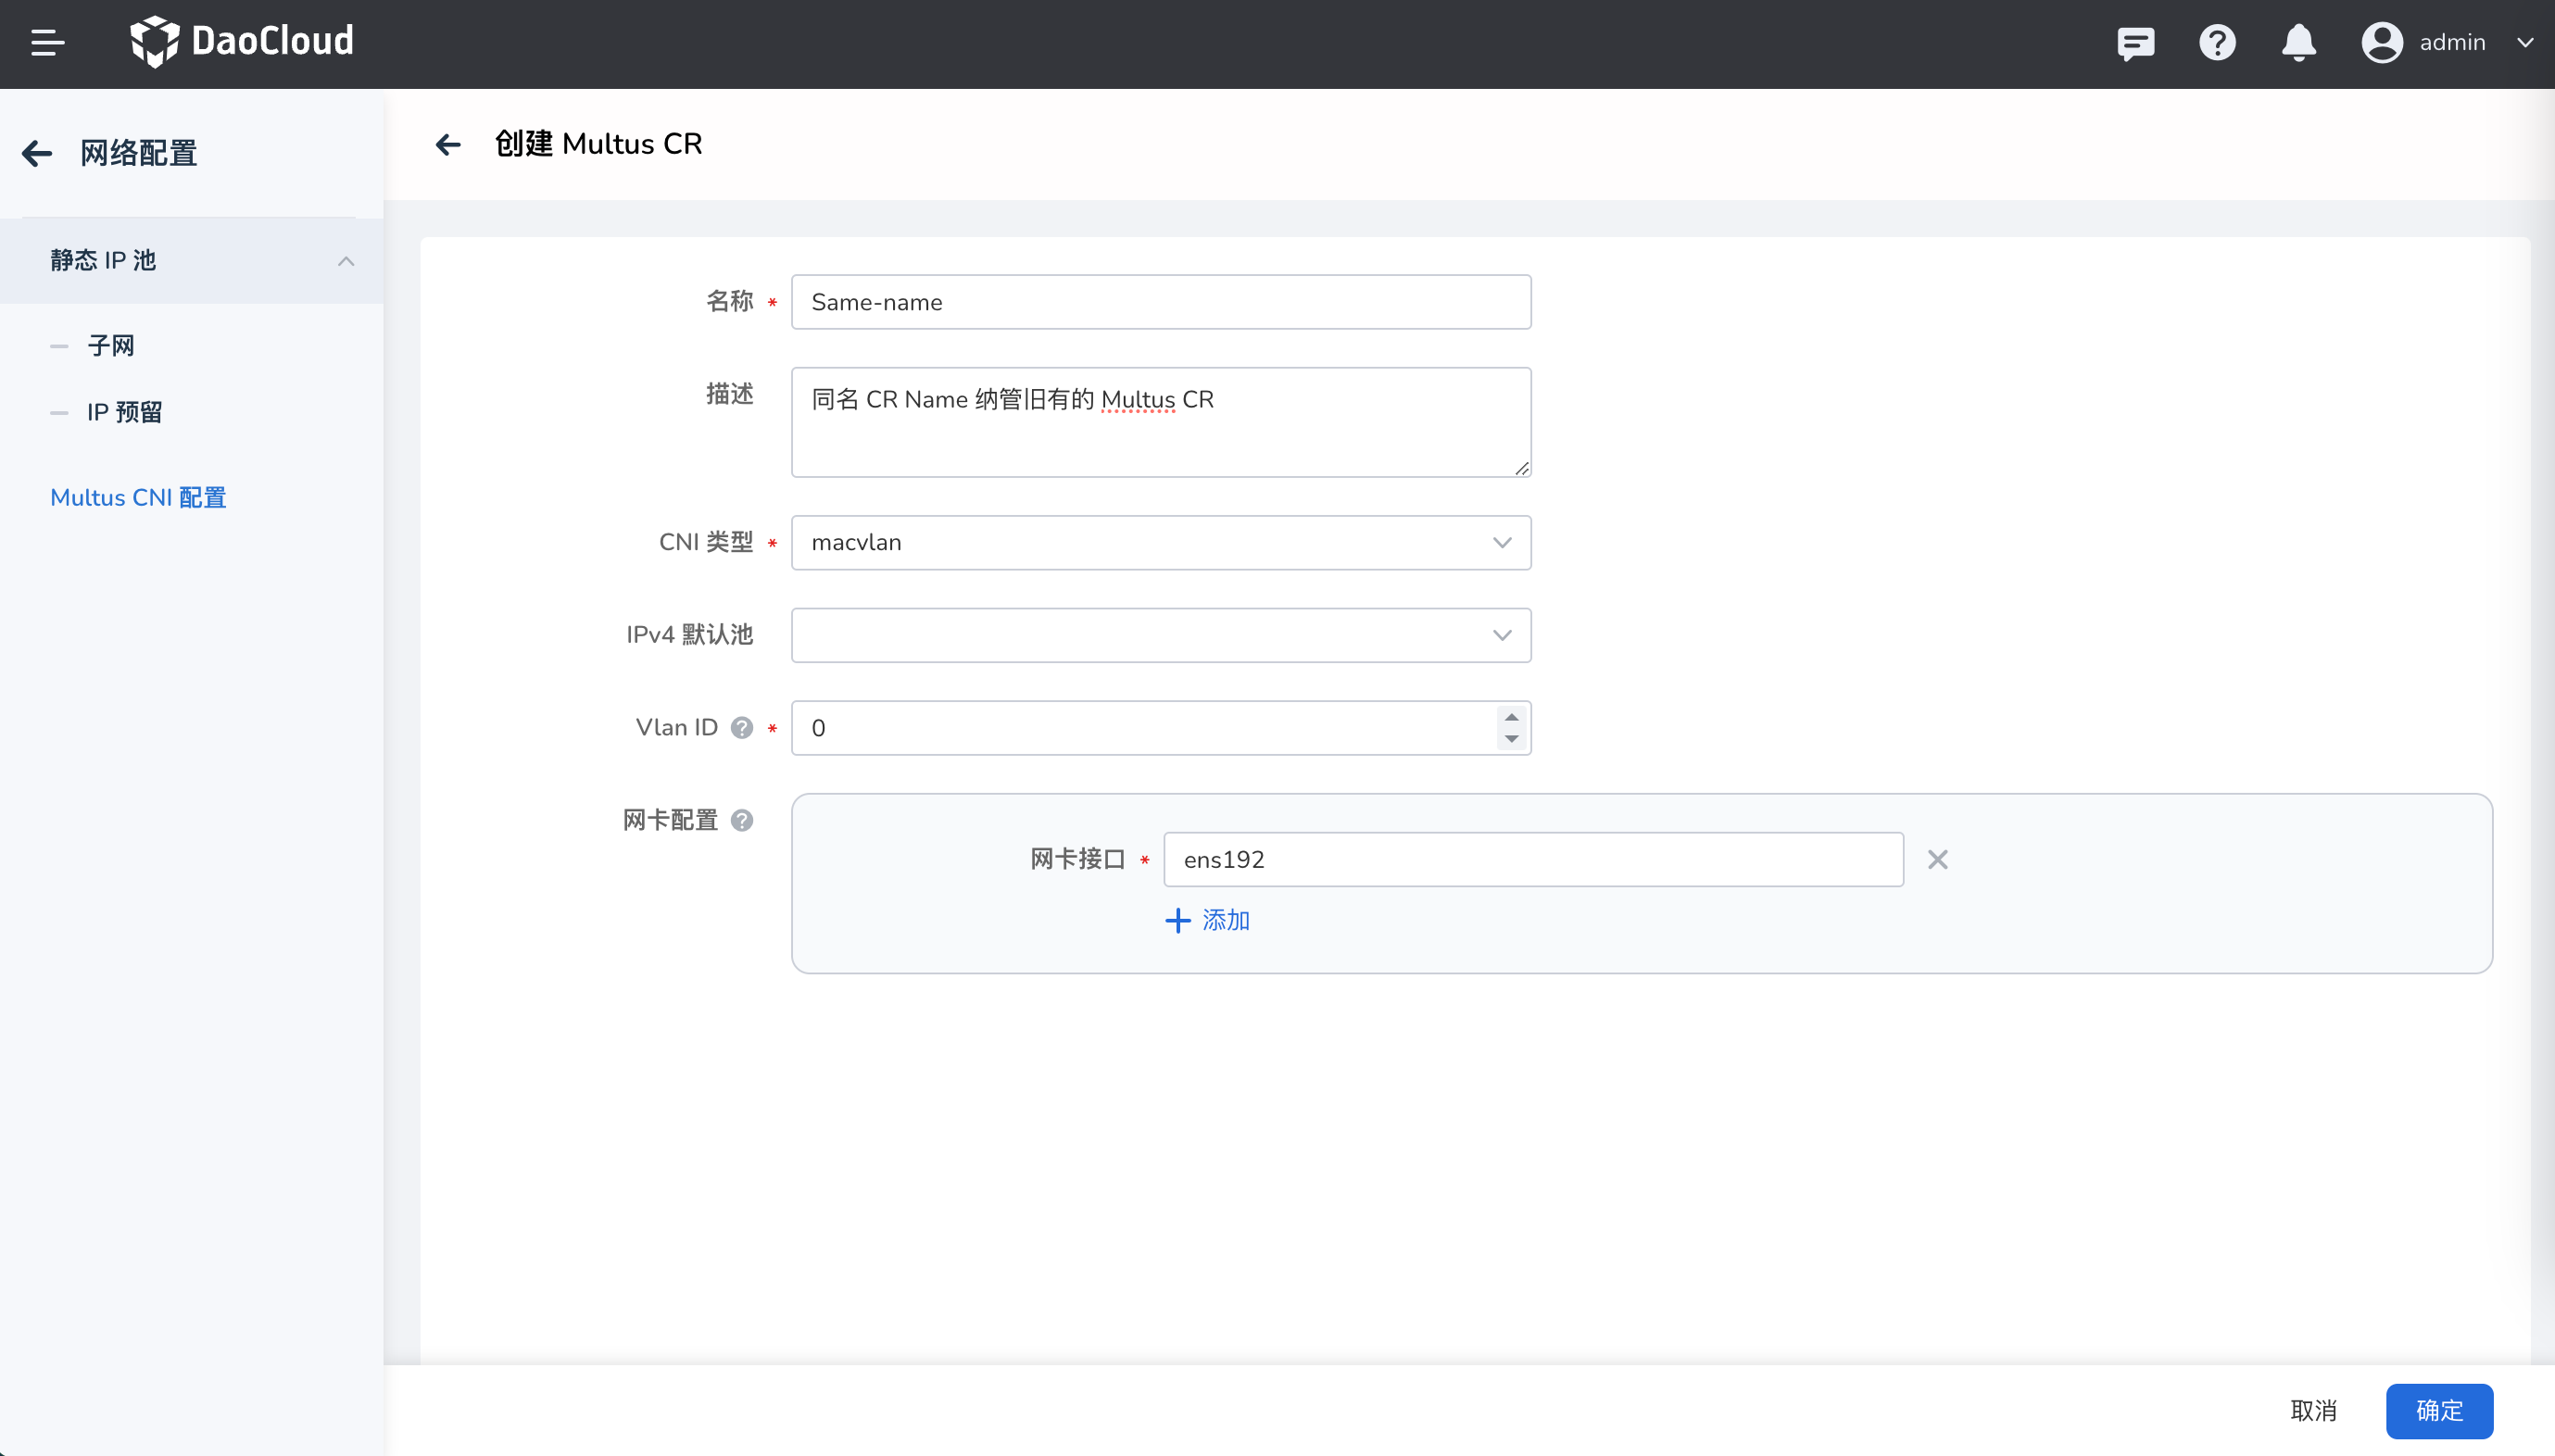 DaoCloud
admin
网络配置
静态 IP 池
子网
IP 预留
Multus CNI 配置
创建 Multus CR
名称 *
Same-name
描述
同名 CR Name 纳管旧有的 Multus CR
CNI 类型 *
macvlan
IPv4 默认池
Vlan ID ? *
0
网卡配置 ?
网卡接口 *
ens192
添加
取消
确定